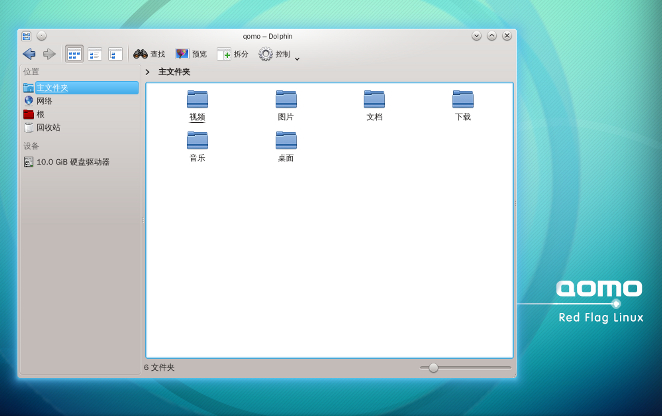 qomo – Dolphin
查找 预览 拆分 控制
位置
主文件夹
主文件夹
网络
根
回收站
设备
10.0 GiB 硬盘驱动器
视频 图片 文档 下载
音乐 桌面
6 文件夹
qomo
Red Flag Linux